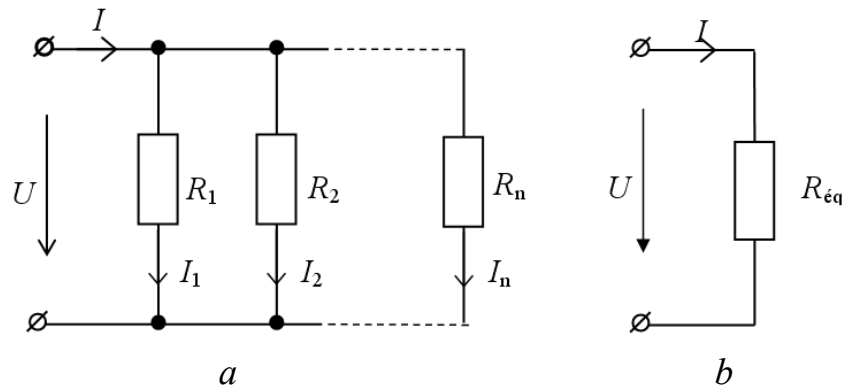 I I
U R₁ R₂ Rₙ U Réq
I₁ I₂ Iₙ
a b